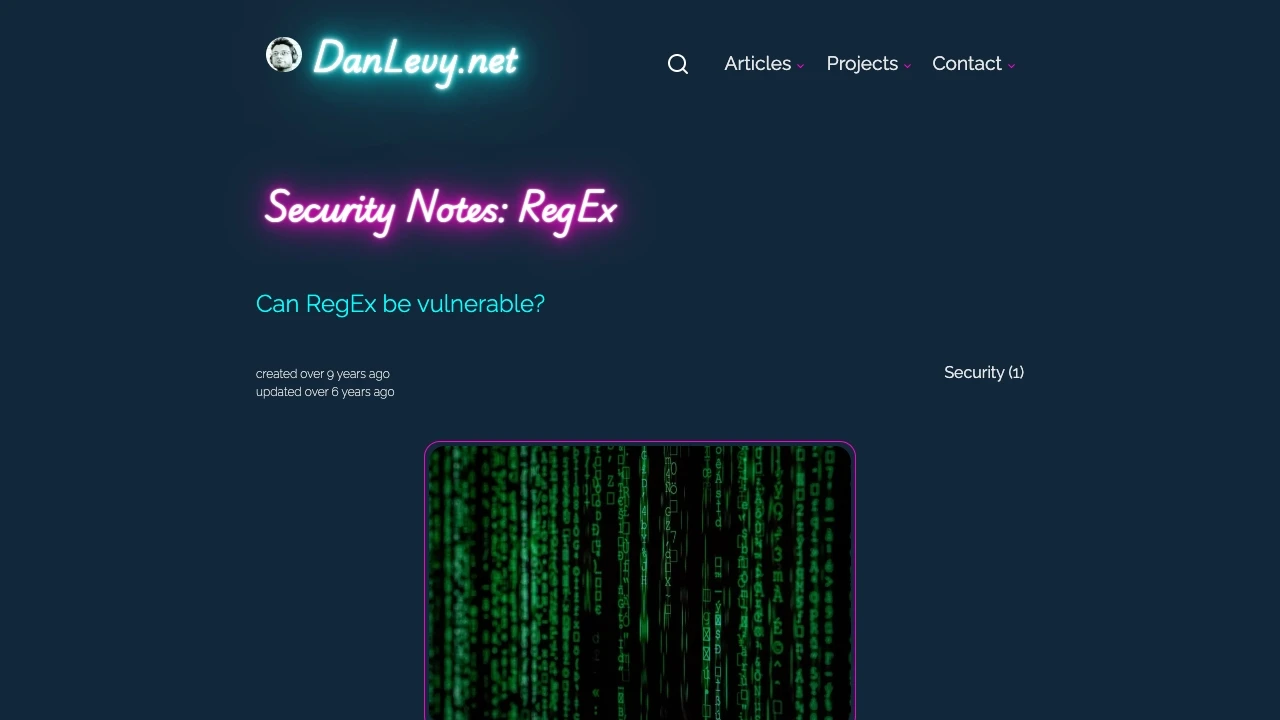 DanLevy.net
Articles
Projects
Contact
Security Notes: RegEx
Can RegEx be vulnerable?
created over 9 years ago
updated over 6 years ago
Security (1)